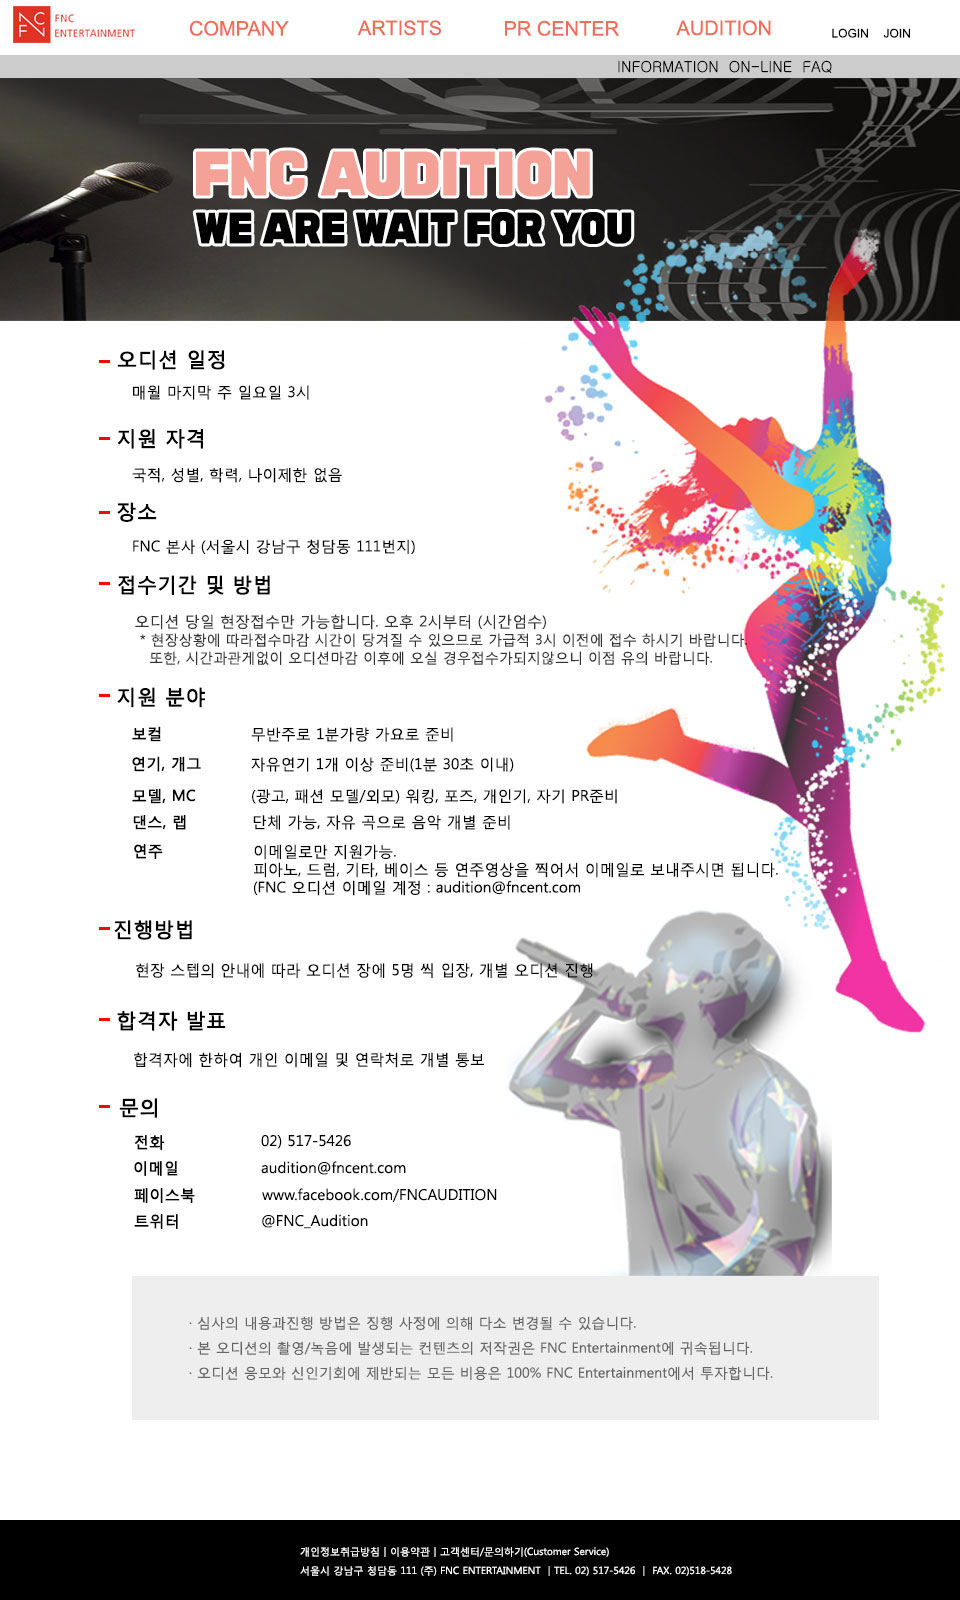 FNC
ENTERTAINMENT
COMPANY ARTISTS PR CENTER AUDITION LOGIN JOIN
INFORMATION ON-LINE FAQ
FNC AUDITION
WE ARE WAIT FOR YOU
오디션 일정
매월 마지막 주 일요일 3시
지원 자격
국적, 성별, 학력, 나이제한 없음
장소
FNC 본사 (서울시 강남구 청담동 111번지)
접수기간 및 방법
오디션 당일 현장접수만 가능합니다. 오후 2시부터 (시간엄수)
* 현장상황에 따라접수마감 시간이 당겨질 수 있으므로 가급적 3시 이전에 접수 하시기 바랍니다.
또한, 시간과관게없이 오디션마감 이후에 오실 경우접수가되지않으니 이점 유의 바랍니다.
지원 분야
보컬 무반주로 1분가량 가요로 준비
연기, 개그 자유연기 1개 이상 준비(1분 30초 이내)
모델, MC (광고, 패션 모델/외모) 워킹, 포즈, 개인기, 자기 PR준비
댄스, 랩 단체 가능, 자유 곡으로 음악 개별 준비
연주 이메일로만 지원가능.
피아노, 드럼, 기타, 베이스 등 연주영상을 찍어서 이메일로 보내주시면 됩니다.
(FNC 오디션 이메일 계정 : audition@fncent.com
진행방법
현장 스텝의 안내에 따라 오디션 장에 5명 씩 입장, 개별 오디션 진행
합격자 발표
합격자에 한하여 개인 이메일 및 연락처로 개별 통보
문의
전화 02) 517-5426
이메일 audition@fncent.com
페이스북 www.facebook.com/FNCAUDITION
트위터 @FNC_Audition
· 심사의 내용과진행 방법은 징행 사정에 의해 다소 변경될 수 있습니다.
· 본 오디션의 촬영/녹음에 발생되는 컨텐츠의 저작권은 FNC Entertainment에 귀속됩니다.
· 오디션 응모와 신인기회에 제반되는 모든 비용은 100% FNC Entertainment에서 투자합니다.
개인정보취급방침 | 이용약관 | 고객센터/문의하기(Customer Service)
서울시 강남구 청담동 111 (주) FNC ENTERTAINMENT | TEL. 02) 517-5426 | FAX. 02)518-5428